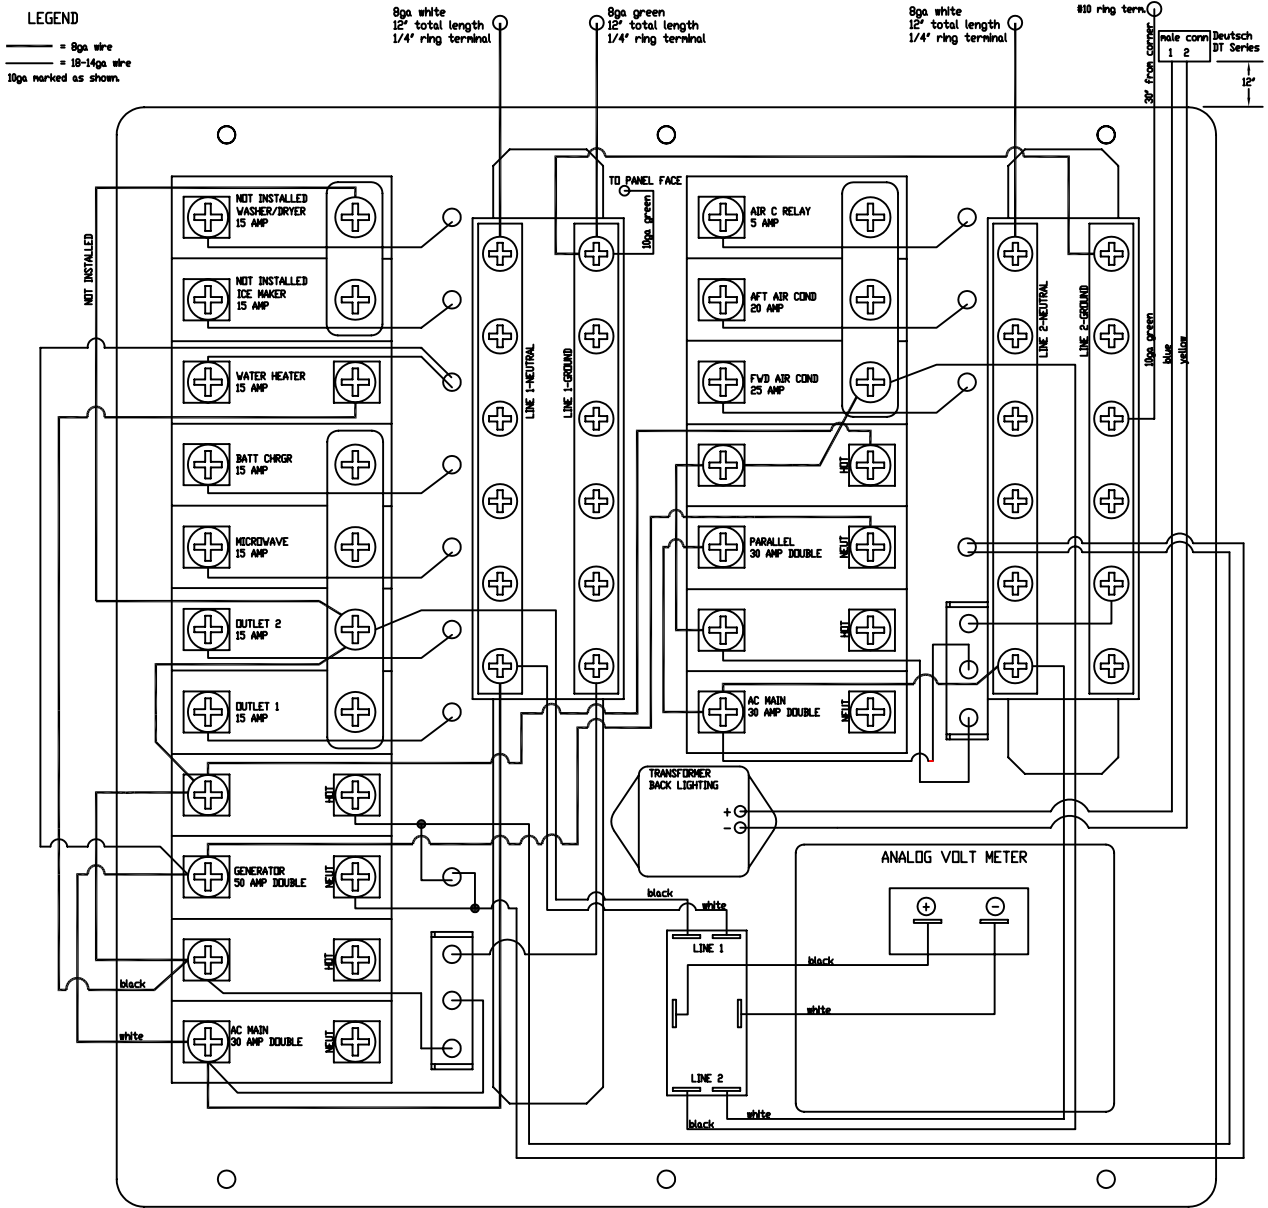 LEGEND
= 8ga wire
= 18-14ga wire
10ga marked as shown.
8ga white
12" total length
1/4" ring terminal
8ga green
12" total length
1/4" ring terminal
8ga white
12" total length
1/4" ring terminal
#10 ring term.
30" from corner
male conn
1 2
Deutsch
DT Series
12"
NOT INSTALLED
NOT INSTALLED
WASHER/DRYER
15 AMP
NOT INSTALLED
ICE MAKER
15 AMP
WATER HEATER
15 AMP
BATT CHRGR
15 AMP
MICROWAVE
15 AMP
OUTLET 2
15 AMP
OUTLET 1
15 AMP
HOT
GENERATOR
50 AMP DOUBLE
NEUT
HOT
black
AC MAIN
30 AMP DOUBLE
NEUT
white
LINE 1-NEUTRAL
LINE 1-GROUND
TO PANEL FACE
10ga green
AIR C RELAY
5 AMP
AFT AIR COND
20 AMP
FWD AIR COND
25 AMP
HOT
PARALLEL
30 AMP DOUBLE
NEUT
HOT
AC MAIN
30 AMP DOUBLE
NEUT
LINE 2-NEUTRAL
LINE 2-GROUND
10ga green
blue
yellow
TRANSFORMER
BACK LIGHTING
+
-
ANALOG VOLT METER
+
-
black
white
LINE 1
black
white
LINE 2
black
white